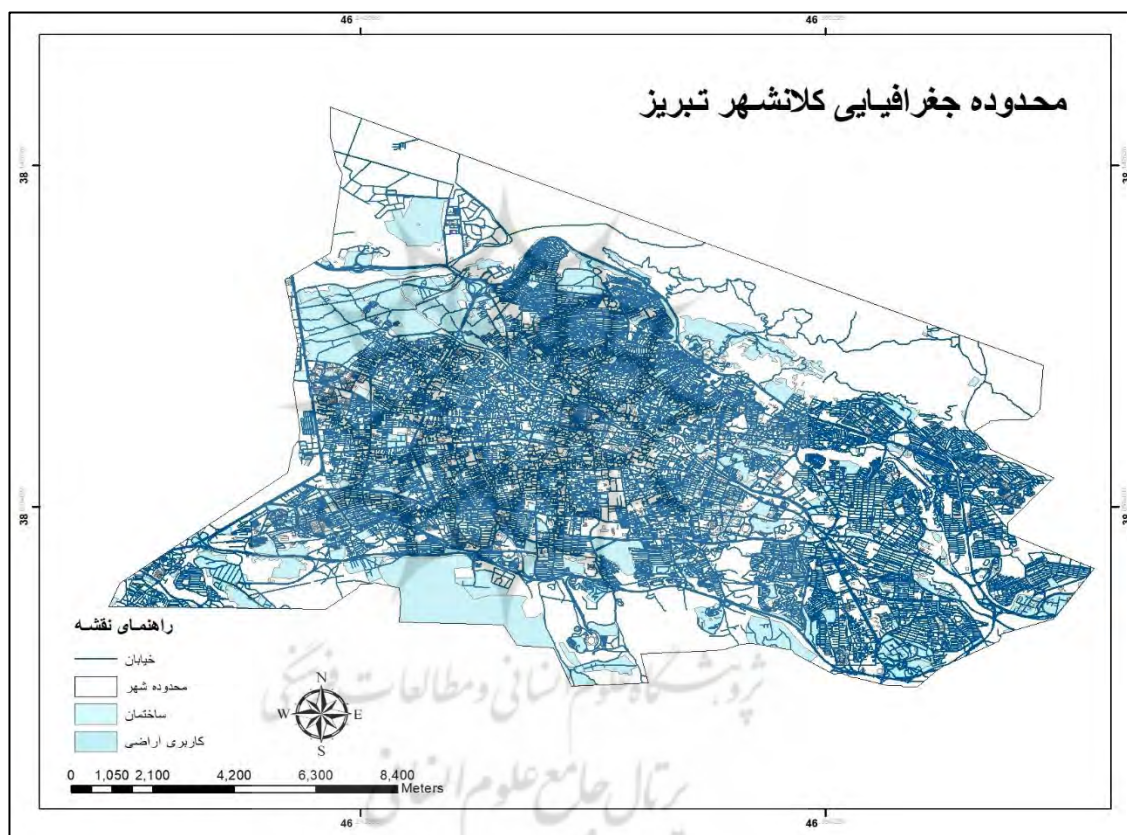 46 46
محدوده جغرافیایی کلانشهر تبریز
38 38
38 38
راهنمای نقشه
خیابان
محدوده شهر
ساختمان
کاربری اراضی
N
W E
S
0 1,050 2,100 4,200 6,300 8,400
Meters
پژوهشگاه علوم انسانی و مطالعات فرهنگی
پرتال جامع علوم انسانی
46 46